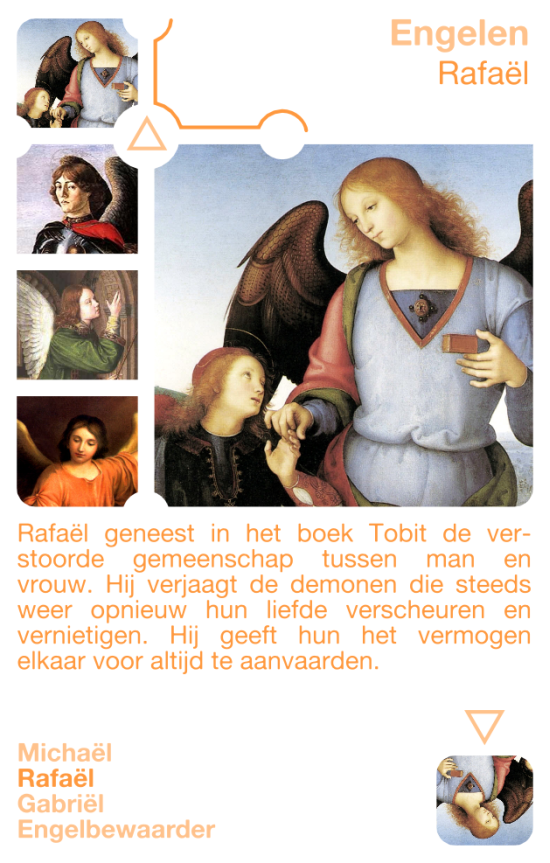 Engelen
Rafaël
Rafaël geneest in het boek Tobit de ver-
stoorde gemeenschap tussen man en
vrouw. Hij verjaagt de demonen die steeds
weer opnieuw hun liefde verscheuren en
vernietigen. Hij geeft hun het vermogen
elkaar voor altijd te aanvaarden.
Michaël
Rafaël
Gabriël
Engelbewaarder